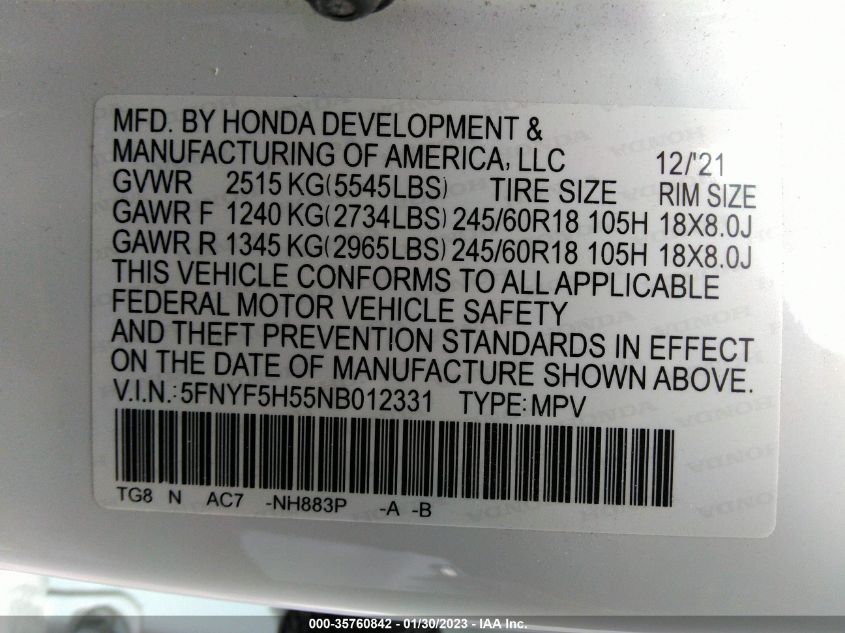 MFD. BY HONDA DEVELOPMENT &
MANUFACTURING OF AMERICA, LLC 12/'21
GVWR 2515 KG(5545LBS) TIRE SIZE RIM SIZE
GAWR F 1240 KG(2734LBS) 245/60R18 105H 18X8.0J
GAWR R 1345 KG(2965LBS) 245/60R18 105H 18X8.0J
THIS VEHICLE CONFORMS TO ALL APPLICABLE
FEDERAL MOTOR VEHICLE SAFETY
AND THEFT PREVENTION STANDARDS IN EFFECT
ON THE DATE OF MANUFACTURE SHOWN ABOVE.
V.I.N.: 5FNYF5H55NB012331 TYPE: MPV
TG8 N AC7 -NH883P -A -B
000-35760842 - 01/30/2023 - IAA Inc.